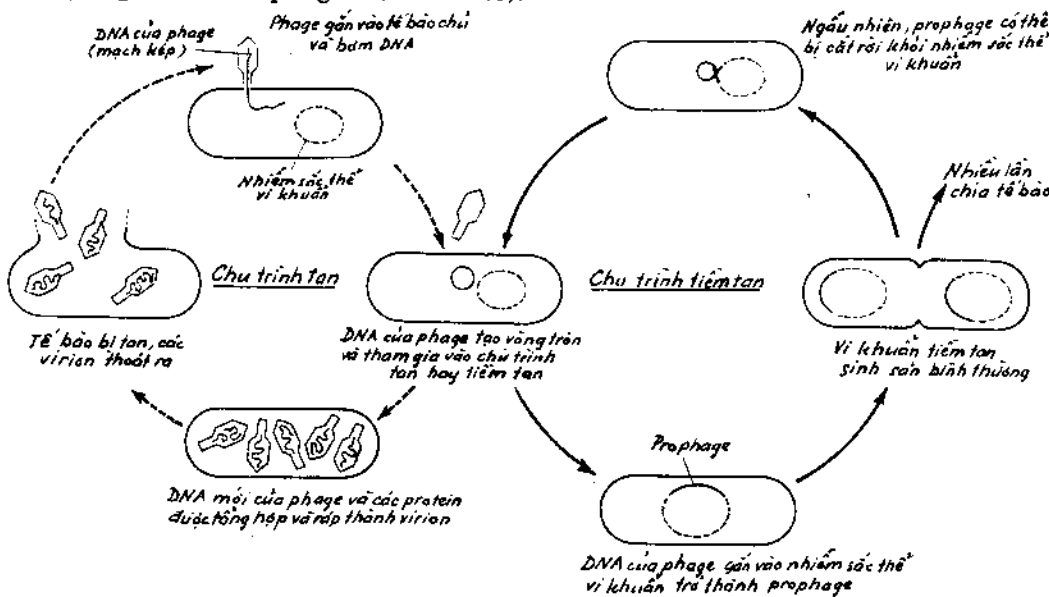 DNA của phage
(mạch kép)
Phage gắn vào tế bào chủ
và bơm DNA
Nhiễm sắc thể
vi khuẩn
Ngẫu nhiên, prophage có thể
bị cắt rời khỏi nhiễm sắc thể
vi khuẩn
Nhiều lần
chia tế bào
Chu trình tan
Chu trình tiềm tan
Tế bào bị tan, các
virion thoát ra
DNA của phage tạo vòng tròn
và tham gia vào chu trình
tan hay tiềm tan
Vi khuẩn tiềm tan
sinh sản bình thường
DNA mới của phage và các protein
được tổng hợp và ráp thành virion
Prophage
DNA của phage gắn vào nhiễm sắc thể
vi khuẩn trở thành prophage